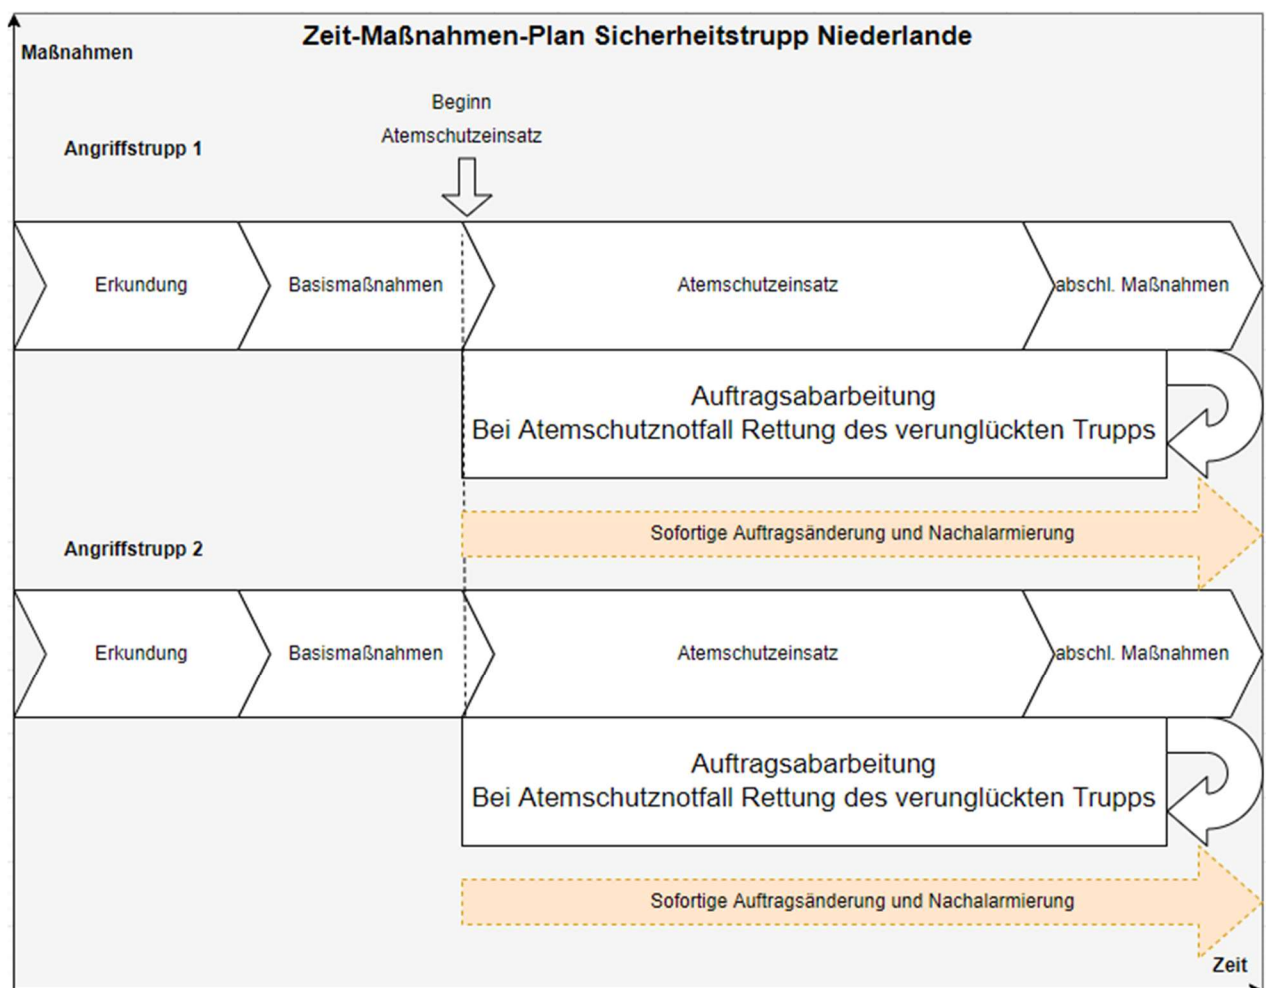 Zeit-Maßnahmen-Plan Sicherheitstrupp Niederlande
Maßnahmen
Beginn
Atemschutzeinsatz
Angriffstrupp 1
Erkundung
Basismaßnahmen
Atemschutzeinsatz
abschl. Maßnahmen
Auftragsabarbeitung
Bei Atemschutznotfall Rettung des verunglückten Trupps
Sofortige Auftragsänderung und Nachalarmierung
Angriffstrupp 2
Erkundung
Basismaßnahmen
Atemschutzeinsatz
abschl. Maßnahmen
Auftragsabarbeitung
Bei Atemschutznotfall Rettung des verunglückten Trupps
Sofortige Auftragsänderung und Nachalarmierung
Zeit